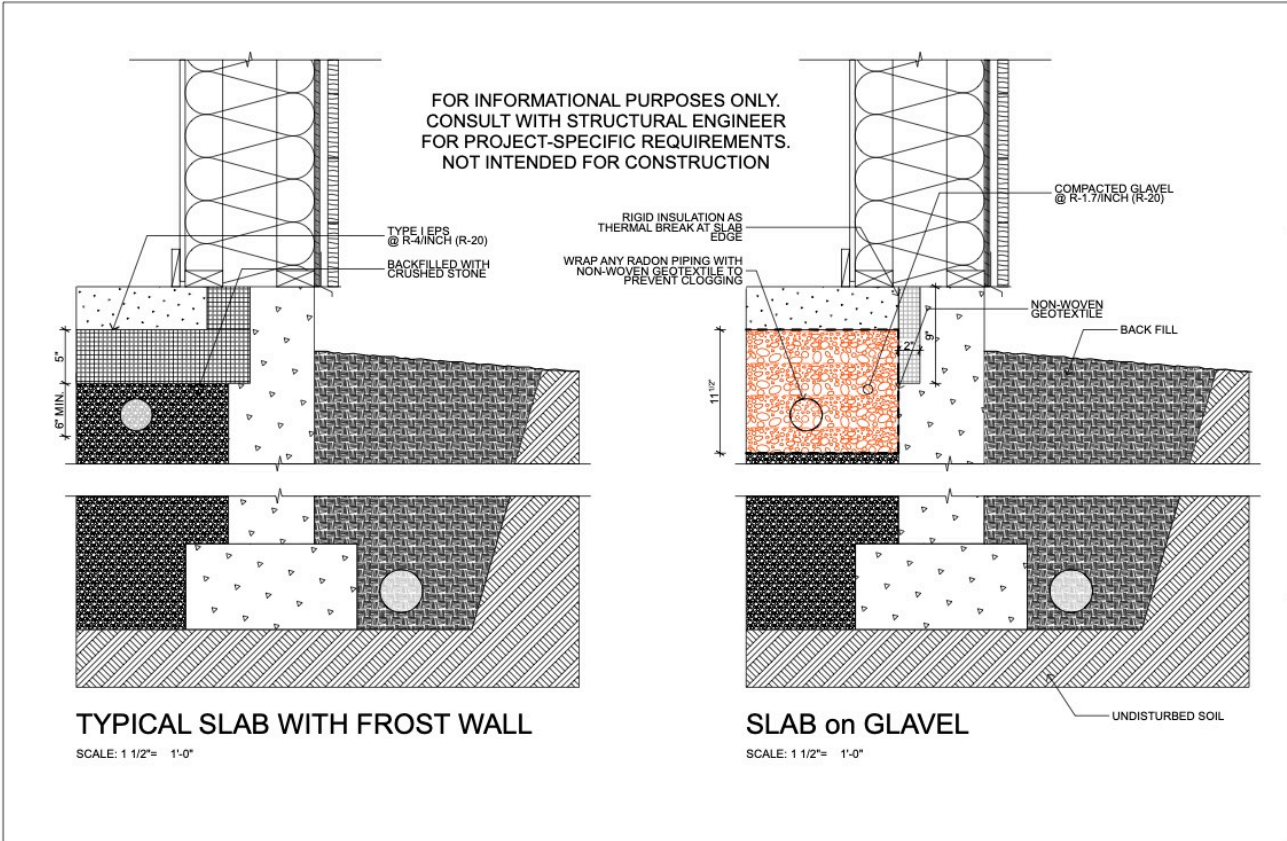 FOR INFORMATIONAL PURPOSES ONLY.
CONSULT WITH STRUCTURAL ENGINEER
FOR PROJECT-SPECIFIC REQUIREMENTS.
NOT INTENDED FOR CONSTRUCTION
TYPE I EPS
@ R-4/INCH (R-20)
BACKFILLED WITH
CRUSHED STONE
5"
6" MIN.
TYPICAL SLAB WITH FROST WALL
SCALE: 1 1/2"= 1'-0"
RIGID INSULATION AS
THERMAL BREAK AT SLAB
EDGE
WRAP ANY RADON PIPING WITH
NON-WOVEN GEOTEXTILE TO
PREVENT CLOGGING
COMPACTED GLAVEL
@ R-1.7/INCH (R-20)
NON-WOVEN
GEOTEXTILE
BACK FILL
2"
9"
11 1/2"
UNDISTURBED SOIL
SLAB on GLAVEL
SCALE: 1 1/2"= 1'-0"